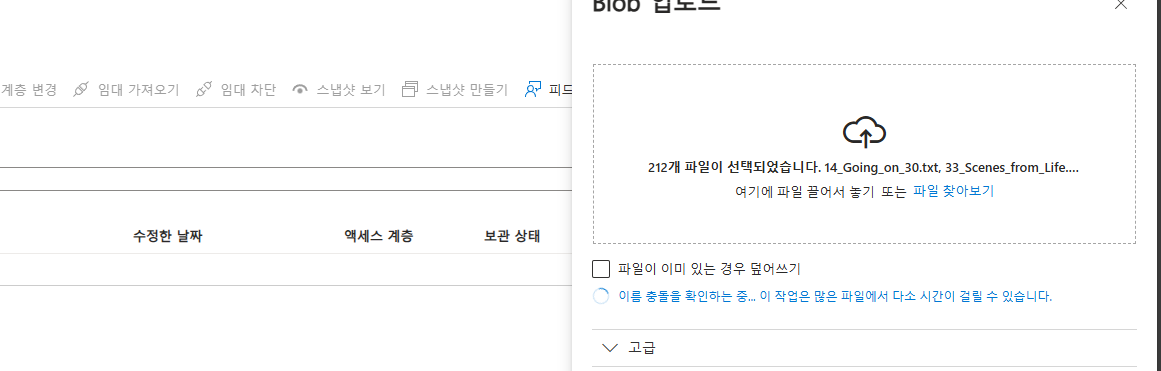 Blob 업로드
계층 변경 임대 가져오기 임대 차단 스냅샷 보기 스냅샷 만들기 피드
212개 파일이 선택되었습니다. 14_Going_on_30.txt, 33_Scenes_from_Life....
여기에 파일 끌어서 놓기 또는 파일 찾아보기
수정한 날짜 액세스 계층 보관 상태
파일이 이미 있는 경우 덮어쓰기
이름 충돌을 확인하는 중... 이 작업은 많은 파일에서 다소 시간이 걸릴 수 있습니다.
고급